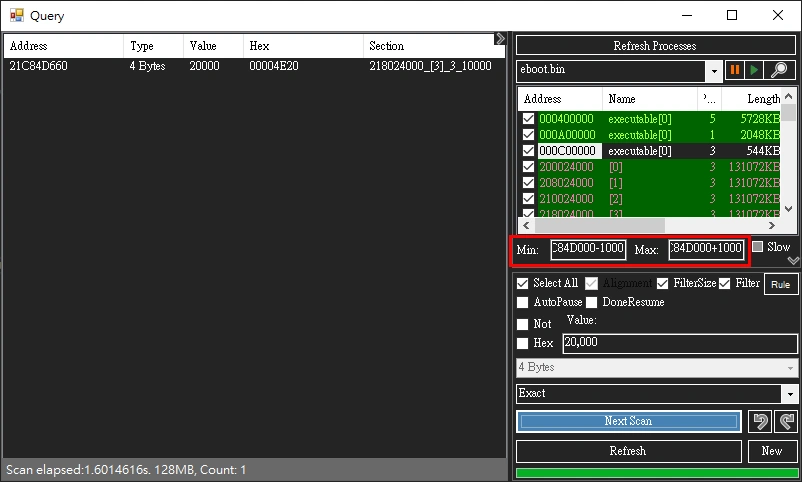 Query
Address Type Value Hex Section
21C84D660 4 Bytes 20000 00004E20 218024000_[3]_3_10000
Scan elapsed:1.6014616s. 128MB, Count: 1
Refresh Processes
eboot.bin
Address Name '... Length
000400000 executable[0] 5 5728KB
000A00000 executable[0] 1 2048KB
000C00000 executable[0] 3 544KB
200024000 [0] 3 131072KB
208024000 [1] 3 131072KB
210024000 [2] 3 131072KB
218024000 [3] 3 131072KB
Min: C84D000-1000 Max: C84D000+1000 Slow
Select All Alignment FilterSize Filter Rule
AutoPause DoneResume
Not Value:
Hex 20,000
4 Bytes
Exact
Next Scan
Refresh New